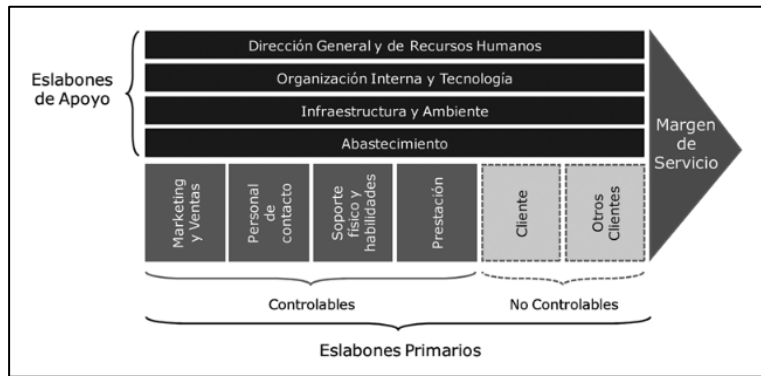 Dirección General y de Recursos Humanos
Eslabones
de Apoyo
Organización Interna y Tecnología
Infraestructura y Ambiente
Abastecimiento
Margen
de
Servicio
Marketing
y Ventas
Personal
de
contacto
Soporte
físico y
habilidades
Prestación
Cliente
Otros
Clientes
Controlables
No Controlables
Eslabones Primarios